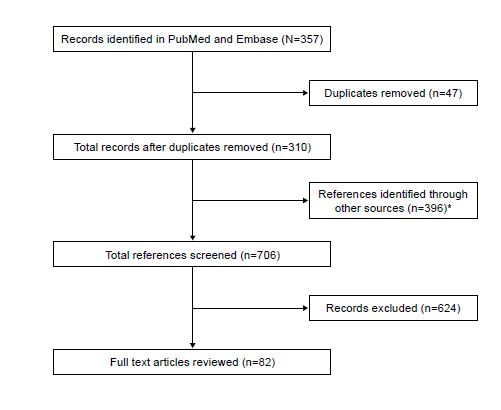 Records identified in PubMed and Embase (N=357)
Duplicates removed (n=47)
Total records after duplicates removed (n=310)
References identified through
other sources (n=396)*
Total references screened (n=706)
Records excluded (n=624)
Full text articles reviewed (n=82)